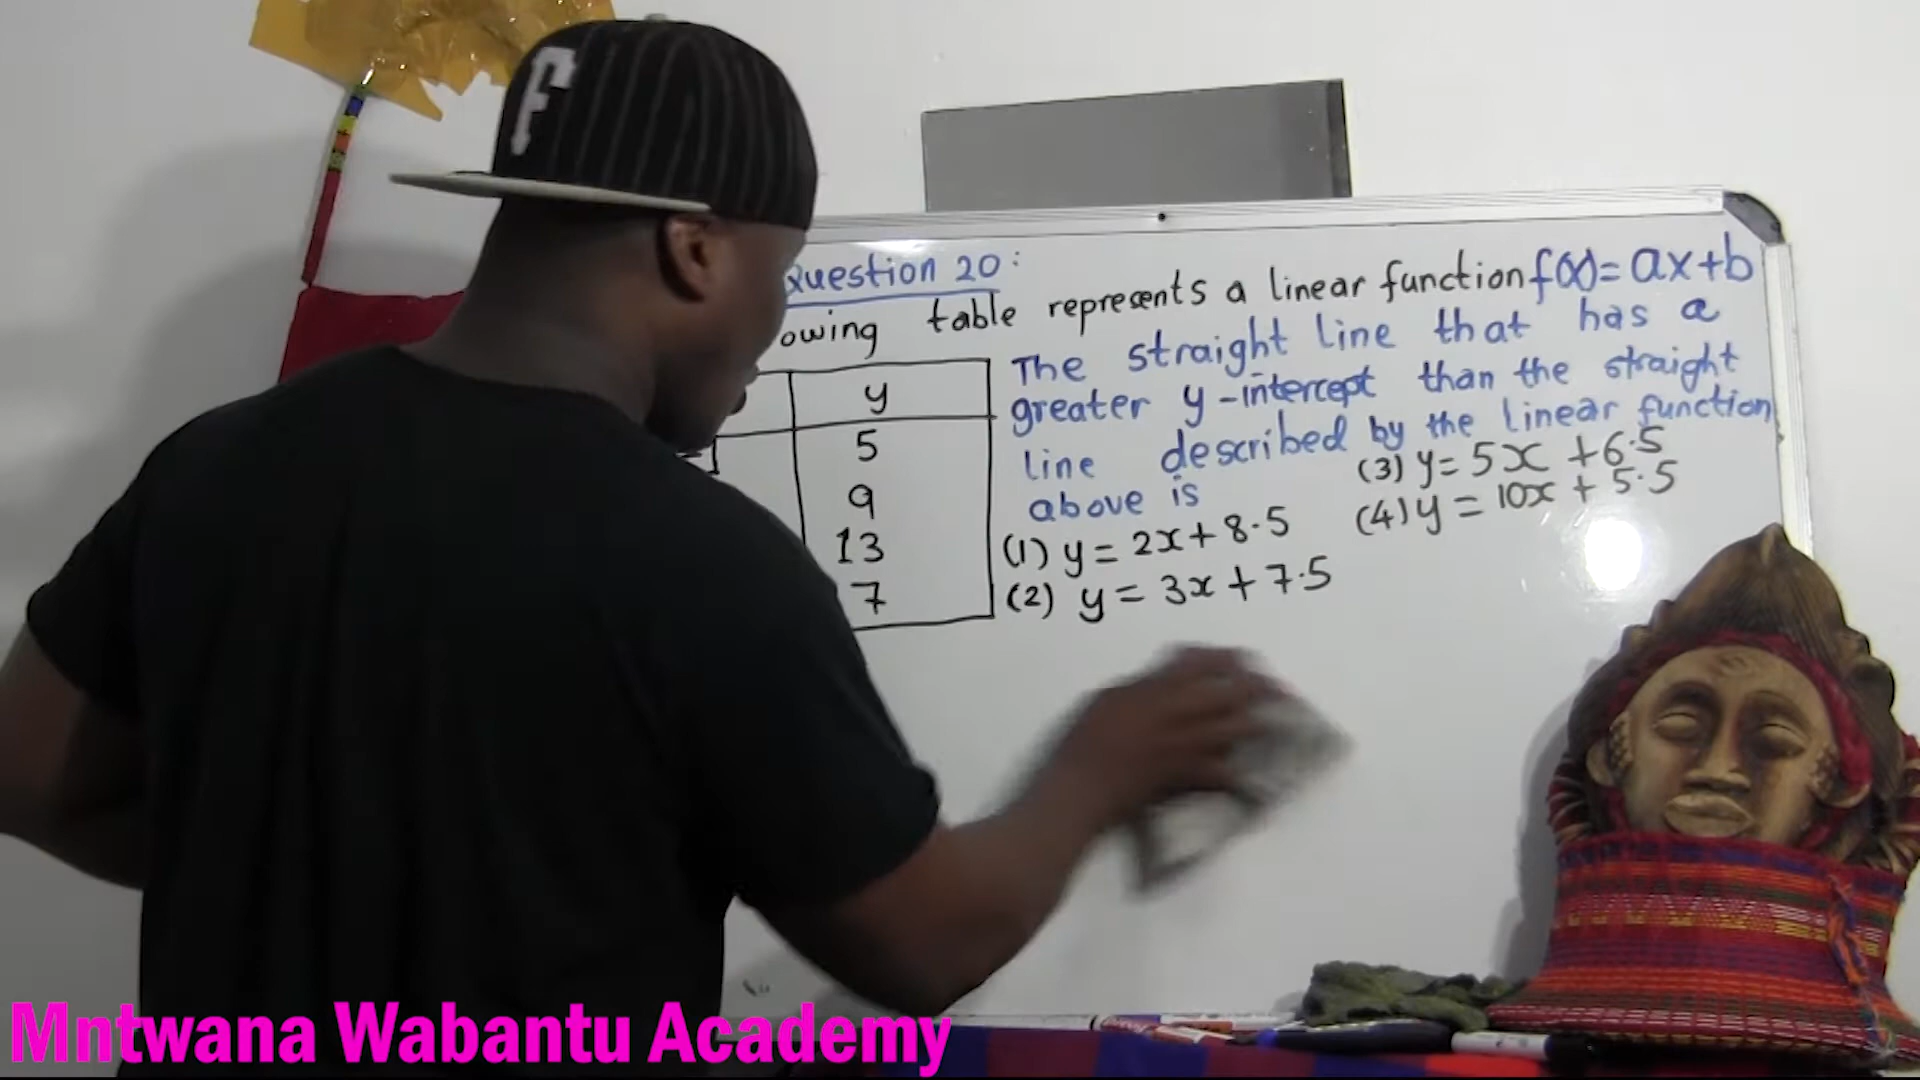 F
Question 20:
owing table represents a linear function f(x)= ax+b
y
5
9
13
7
The straight line that has a
greater y-intercept than the straight
line described by the linear function
above is
(1) y = 2x + 8.5
(2) y = 3x + 7.5
(3) y = 5x + 6.5
(4) y = 10x + 5.5
Mntwana Wabantu Academy